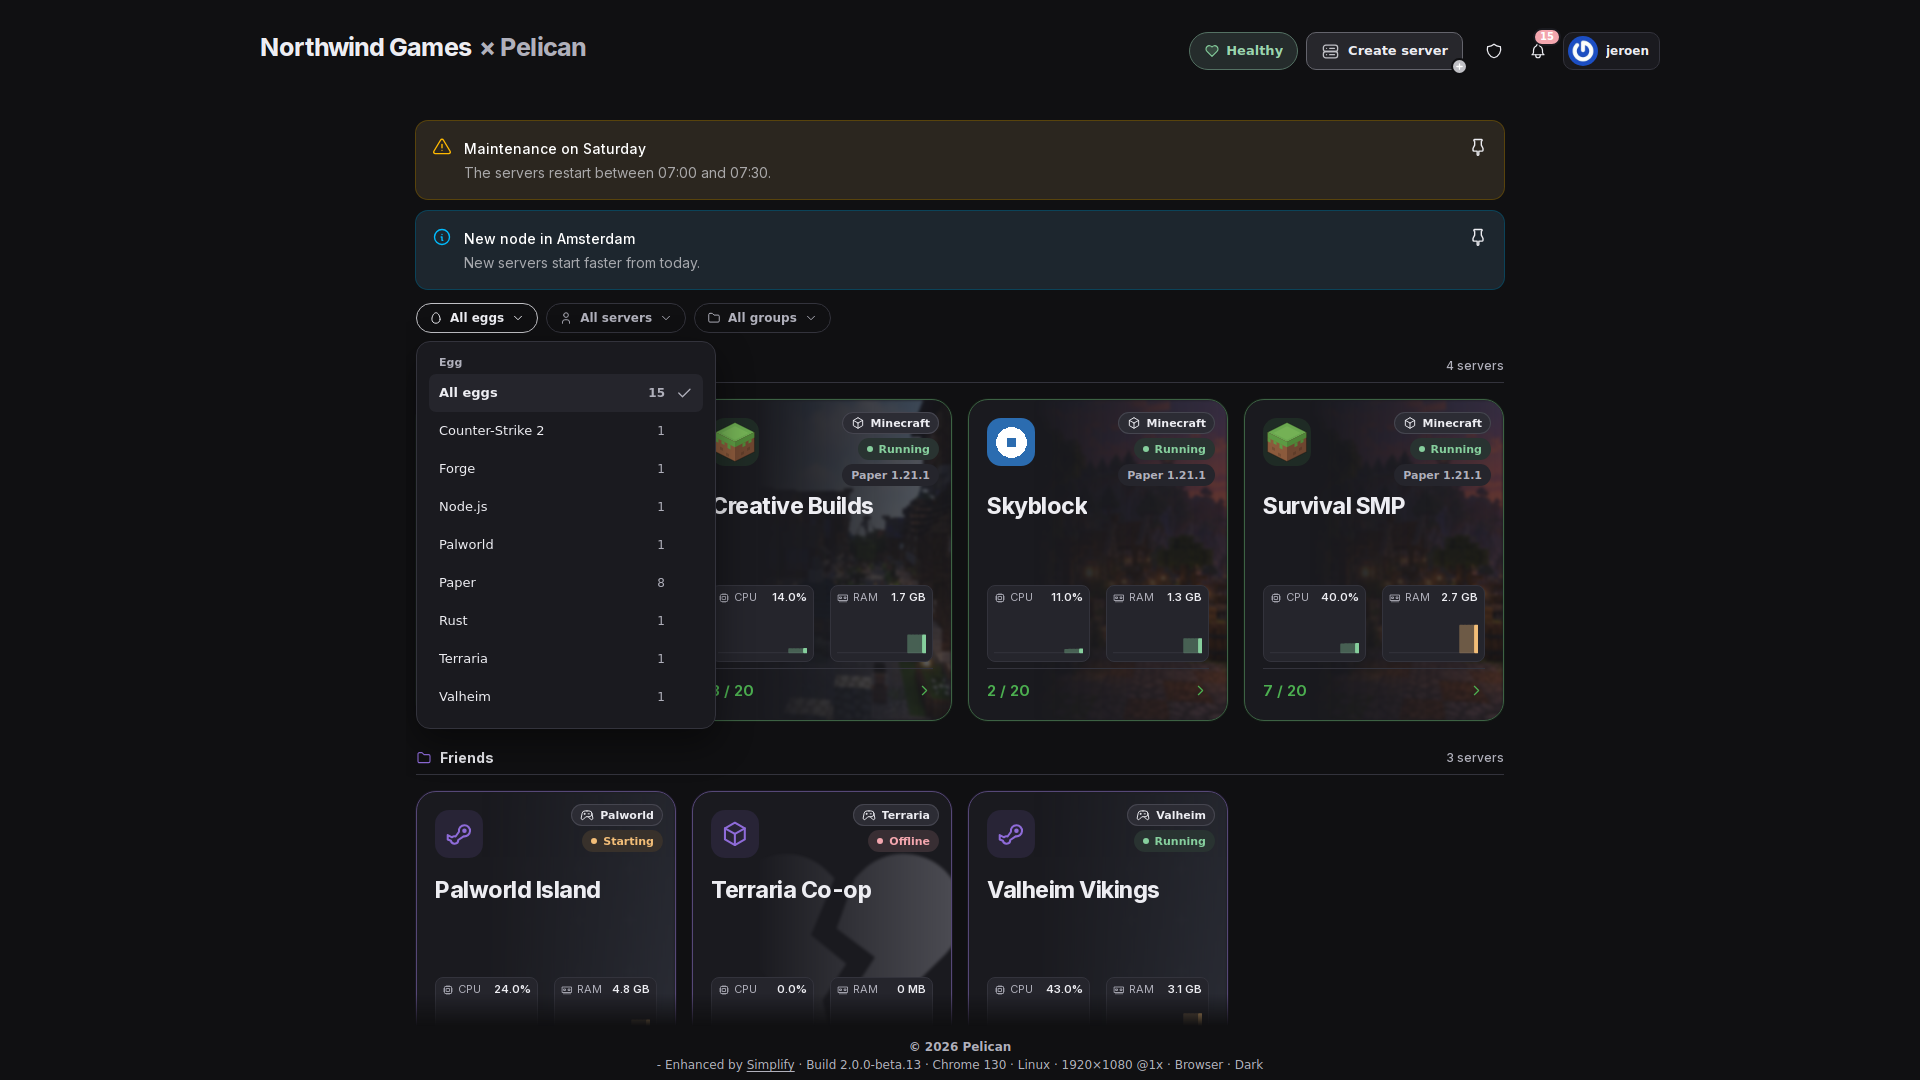 Northwind Games × Pelican
Healthy
Create server
15
jeroen
Maintenance on Saturday
The servers restart between 07:00 and 07:30.
New node in Amsterdam
New servers start faster from today.
All eggs
All servers
All groups
4 servers
Egg
All eggs 15
Counter-Strike 2 1
Forge 1
Node.js 1
Palworld 1
Paper 8
Rust 1
Terraria 1
Valheim 1
Minecraft
Running
Paper 1.21.1
Creative Builds
CPU 14.0%
RAM 1.7 GB
/ 20
Minecraft
Running
Paper 1.21.1
Skyblock
CPU 11.0%
RAM 1.3 GB
2 / 20
Minecraft
Running
Paper 1.21.1
Survival SMP
CPU 40.0%
RAM 2.7 GB
7 / 20
Friends
3 servers
Palworld
Starting
Palworld Island
CPU 24.0%
RAM 4.8 GB
Terraria
Offline
Terraria Co-op
CPU 0.0%
RAM 0 MB
Valheim
Running
Valheim Vikings
CPU 43.0%
RAM 3.1 GB
© 2026 Pelican
- Enhanced by Simplify · Build 2.0.0-beta.13 · Chrome 130 · Linux · 1920×1080 @1x · Browser · Dark